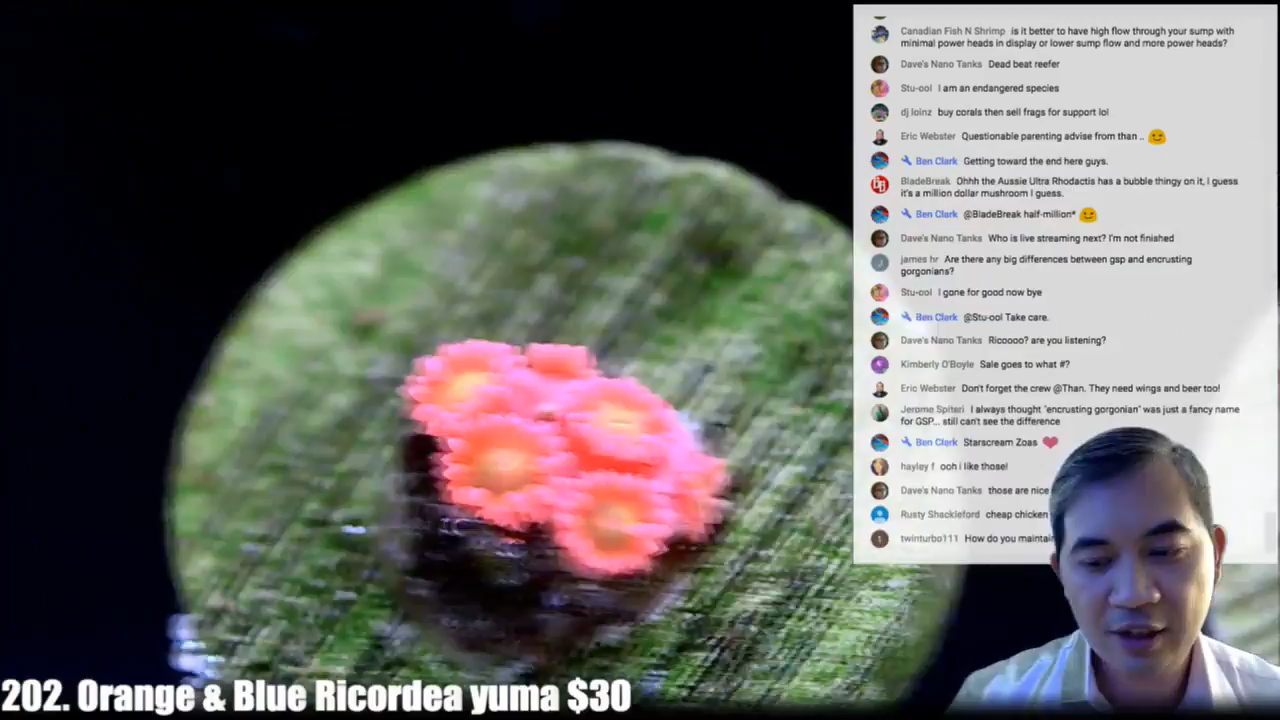 Canadian Fish N Shrimp is it better to have high flow through your sump with
minimal power heads in display or lower sump flow and more power heads?
Dave's Nano Tanks Dead beat reefer
Stu-ool I am an endangered species
dj loinz buy corals then sell frags for support lol
Eric Webster Questionable parenting advise from than .. 😉
Ben Clark Getting toward the end here guys.
BladeBreak Ohhh the Aussie Ultra Rhodactis has a bubble thingy on it, I guess
it's a million dollar mushroom I guess.
Ben Clark @BladeBreak half-million* 😉
Dave's Nano Tanks Who is live streaming next? I'm not finished
james hr Are there any big differences between gsp and encrusting
gorgonians?
Stu-ool I gone for good now bye
Ben Clark @Stu-ool Take care.
Dave's Nano Tanks Ricoooo? are you listening?
Kimberly O'Boyle Sale goes to what #?
Eric Webster Don't forget the crew @Than. They need wings and beer too!
Jerome Spiteri I always thought "encrusting gorgonian" was just a fancy name
for GSP... still can't see the difference
Ben Clark Starscream Zoas ❤
hayley f ooh i like those!
Dave's Nano Tanks those are nice
Rusty Shackleford cheap chicken
twinturbo111 How do you maintain
202. Orange & Blue Ricordea yuma $30